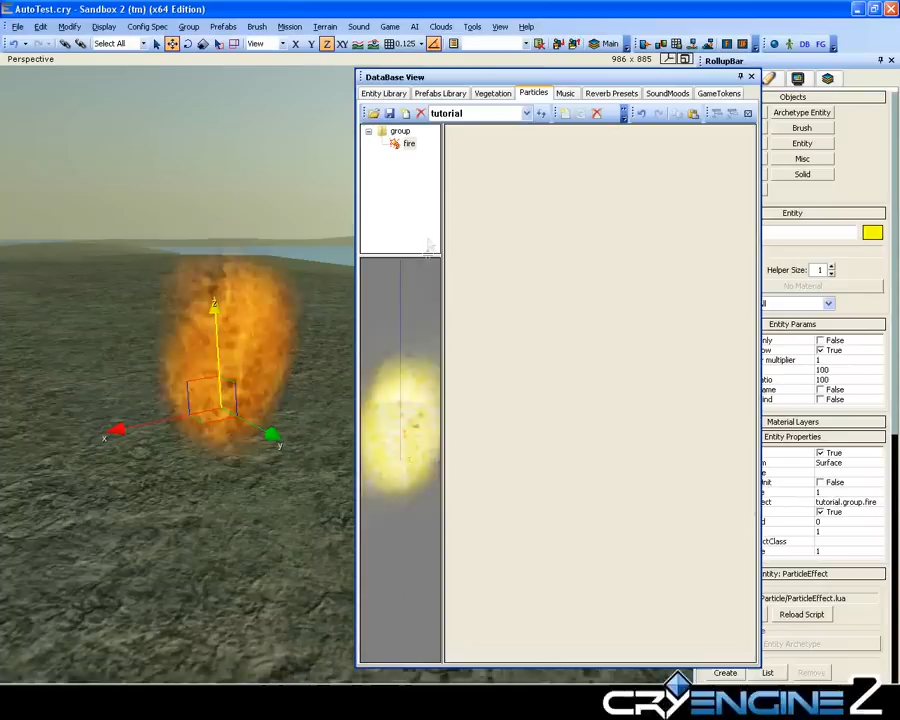 AutoTest.cry - Sandbox 2 (tm) (x64 Edition)
File Edit Modify Display Config Spec Group Prefabs Brush Mission Terrain Sound Game AI Clouds Tools View Help
Select All View X Y Z XY 0.125 Main DB FG
Perspective 986 x 885 RollupBar
DataBase View
Entity Library Prefabs Library Vegetation Particles Music Reverb Presets SoundMoods GameTokens
tutorial
group
fire
Objects
Archetype Entity
Brush
Entity
Misc
Solid
Entity
Helper Size: 1
No Material
Entity Params
False
True
multiplier 1
100
100
False
False
Material Layers
Entity Properties
True
Surface
False
1
tutorial.group.fire
True
0
1
ctClass
1
ntity: ParticleEffect
Particle/ParticleEffect.lua
Reload Script
Entity Archetype
Create List Remove
z
x
y
CRYENGINE 2